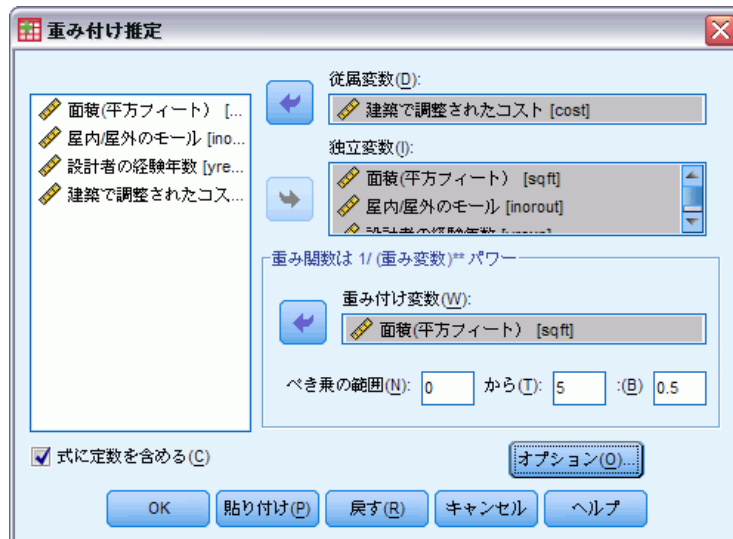 重み付け推定
面積(平方フィート) [...
屋内/屋外のモール [ino...
設計者の経験年数 [yre...
建築で調整されたコス...
従属変数(D):
建築で調整されたコスト [cost]
独立変数(I):
面積(平方フィート) [sqft]
屋内/屋外のモール [inorout]
重み関数は 1/ (重み変数)** パワー
重み付け変数(W):
面積(平方フィート) [sqft]
べき乗の範囲(N): 0 から(T): 5 :(B) 0.5
式に定数を含める(C)
オプション(O)...
OK 貼り付け(P) 戻す(R) キャンセル ヘルプ